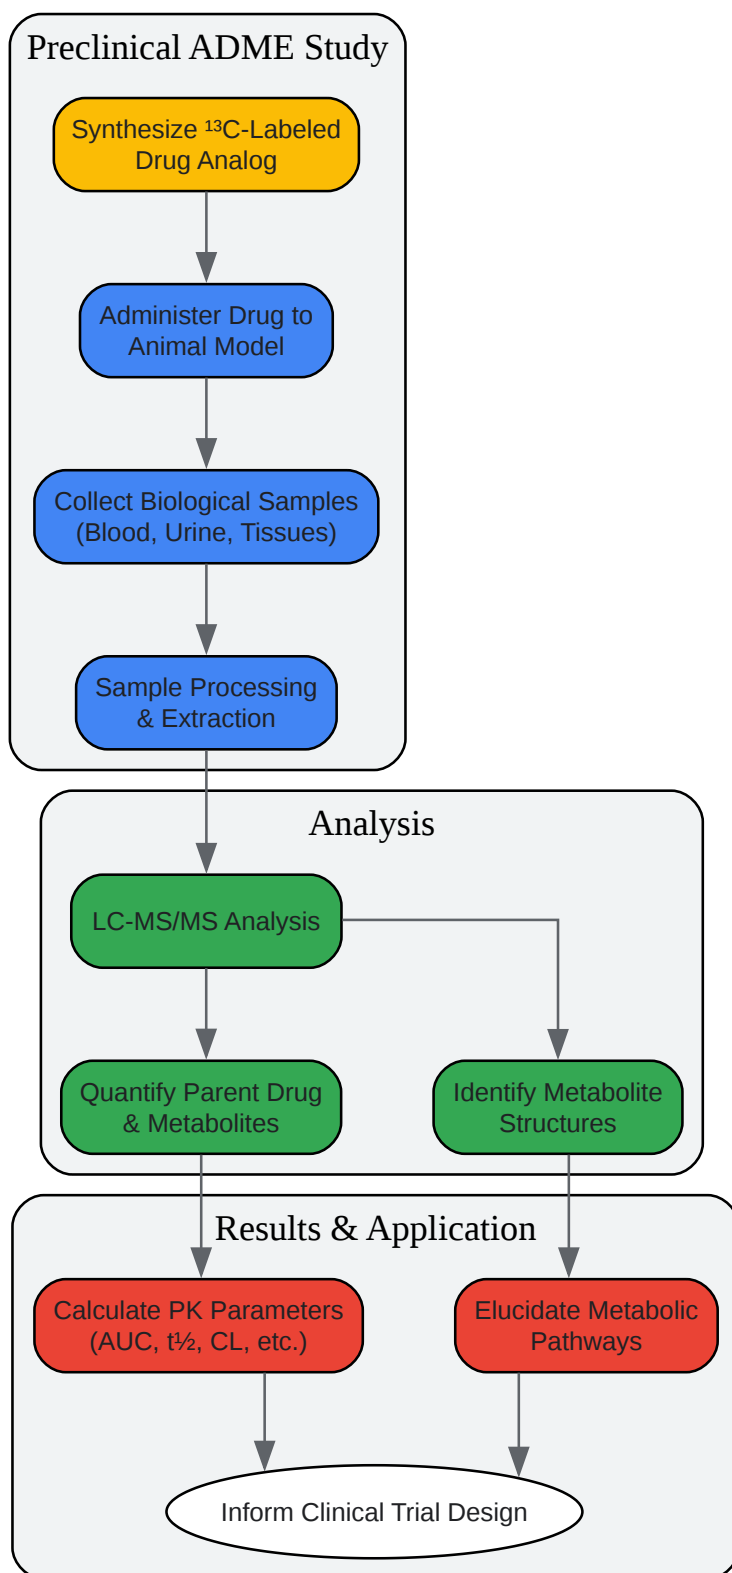 Preclinical ADME Study
Synthesize ¹³C-Labeled
Drug Analog
Administer Drug to
Animal Model
Collect Biological Samples
(Blood, Urine, Tissues)
Sample Processing
& Extraction
Analysis
LC-MS/MS Analysis
Quantify Parent Drug
& Metabolites
Identify Metabolite
Structures
Results & Application
Calculate PK Parameters
(AUC, t½, CL, etc.)
Elucidate Metabolic
Pathways
Inform Clinical Trial Design